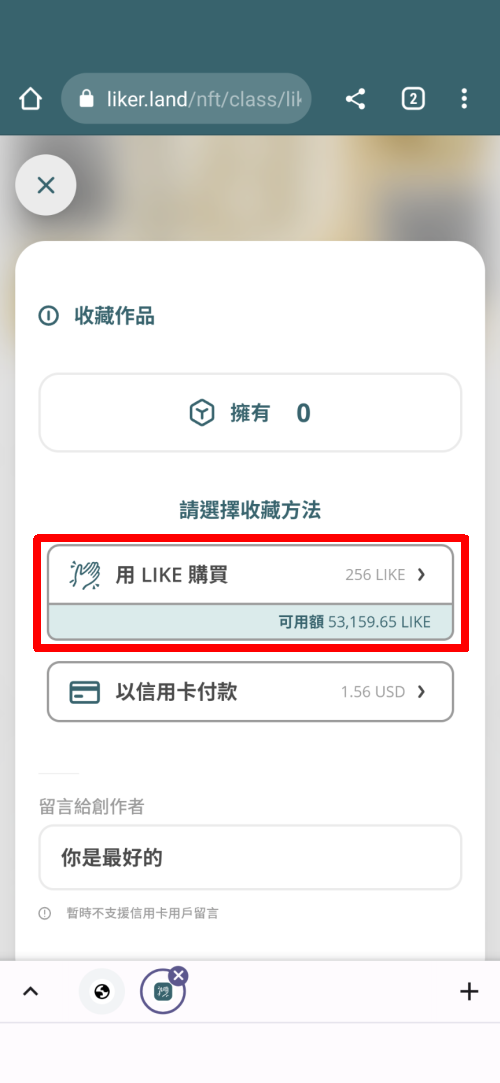 liker.land/nft/class/lik
2
收藏作品
擁有 0
請選擇收藏方法
用 LIKE 購買 256 LIKE
可用額 53,159.65 LIKE
以信用卡付款 1.56 USD
留言給創作者
你是最好的
暫時不支援信用卡用戶留言